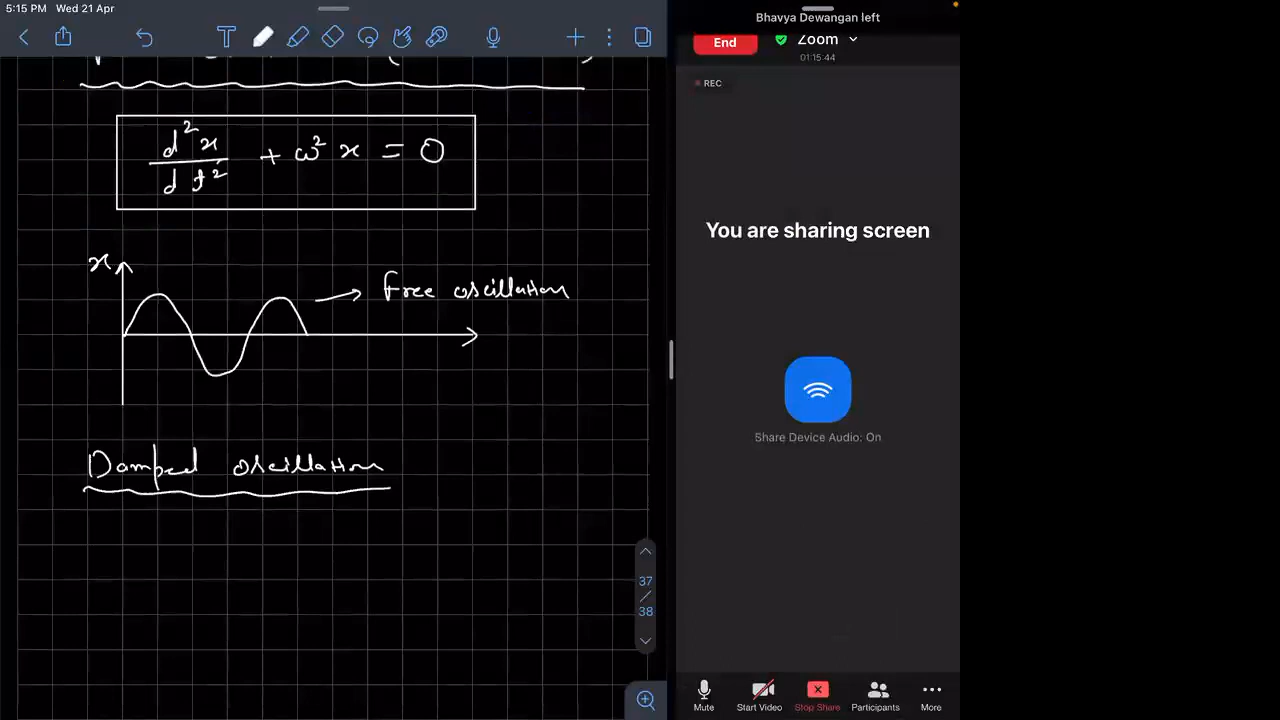 5:15 PM Wed 21 Apr
d²x/dt² + ω² x = 0
x
Free oscillation
Damped oscillation
37
38
Bhavya Dewangan left
End
Zoom
01:15:44
REC
You are sharing screen
Share Device Audio: On
Mute
Start Video
Stop Share
Participants
More